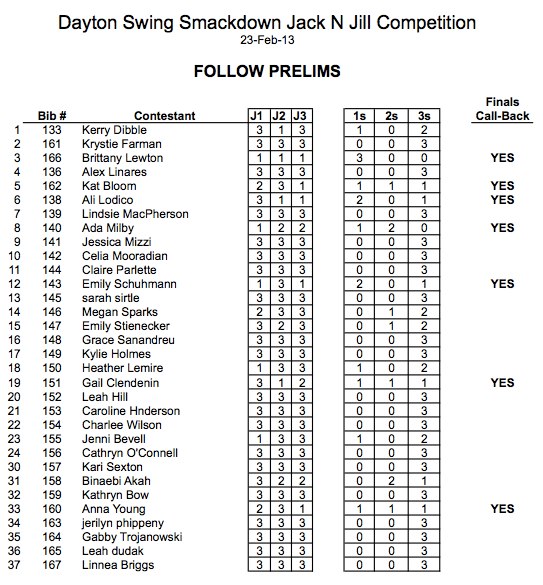 Dayton Swing Smackdown Jack N Jill Competition
23-Feb-13
FOLLOW PRELIMS
Finals
Bib # Contestant J1 J2 J3 1s 2s 3s Call-Back
1 133 Kerry Dibble 3 1 3 1 0 2
2 161 Krystie Farman 3 3 3 0 0 3
3 166 Brittany Lewton 1 1 1 3 0 0 YES
4 136 Alex Linares 3 3 3 0 0 3
5 162 Kat Bloom 2 3 1 1 1 1 YES
6 138 Ali Lodico 3 1 1 2 0 1 YES
7 139 Lindsie MacPherson 3 3 3 0 0 3
8 140 Ada Milby 1 2 2 1 2 0 YES
9 141 Jessica Mizzi 3 3 3 0 0 3
10 142 Celia Mooradian 3 3 3 0 0 3
11 144 Claire Parlette 3 3 3 0 0 3
12 143 Emily Schuhmann 1 3 1 2 0 1 YES
13 145 sarah sirtle 3 3 3 0 0 3
14 146 Megan Sparks 2 3 3 0 1 2
15 147 Emily Stienecker 3 2 3 0 1 2
16 148 Grace Sanandreu 3 3 3 0 0 3
17 149 Kylie Holmes 3 3 3 0 0 3
18 150 Heather Lemire 1 3 3 1 0 2
19 151 Gail Clendenin 3 1 2 1 1 1 YES
20 152 Leah Hill 3 3 3 0 0 3
21 153 Caroline Hnderson 3 3 3 0 0 3
22 154 Charlee Wilson 3 3 3 0 0 3
23 155 Jenni Bevell 1 3 3 1 0 2
24 156 Cathryn O'Connell 3 3 3 0 0 3
30 157 Kari Sexton 3 3 3 0 0 3
31 158 Binaebi Akah 3 2 2 0 2 1
32 159 Kathryn Bow 3 3 3 0 0 3
33 160 Anna Young 2 3 1 1 1 1 YES
34 163 jerilyn phippeny 3 3 3 0 0 3
35 164 Gabby Trojanowski 3 3 3 0 0 3
36 165 Leah dudak 3 3 3 0 0 3
37 167 Linnea Briggs 3 3 3 0 0 3